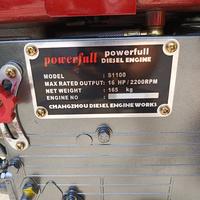 powerfull powerfull
DIESEL ENGINE
MODEL : S1100
MAX RATED OUTPUT: 16 HP / 2200RPM
NET WEIGHT : 165 kg
ENGINE NO :
CHANGZHOU DIESEL ENGINE WORKS